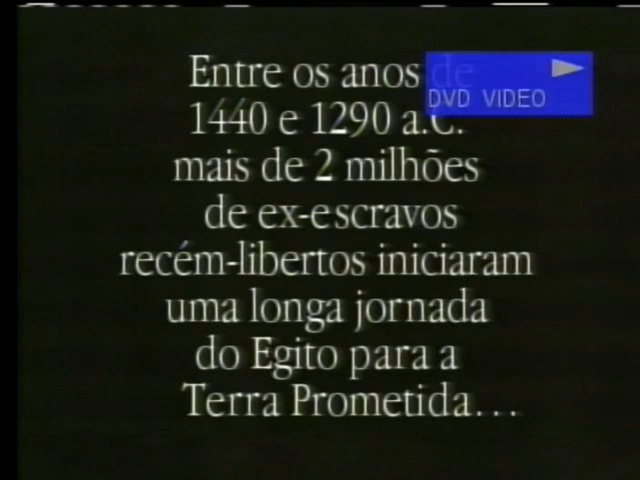 Entre os anos de
DVD VIDEO
1440 e 1290 a.C.
mais de 2 milhões
de ex-escravos
recém-libertos iniciaram
uma longa jornada
do Egito para a
Terra Prometida...